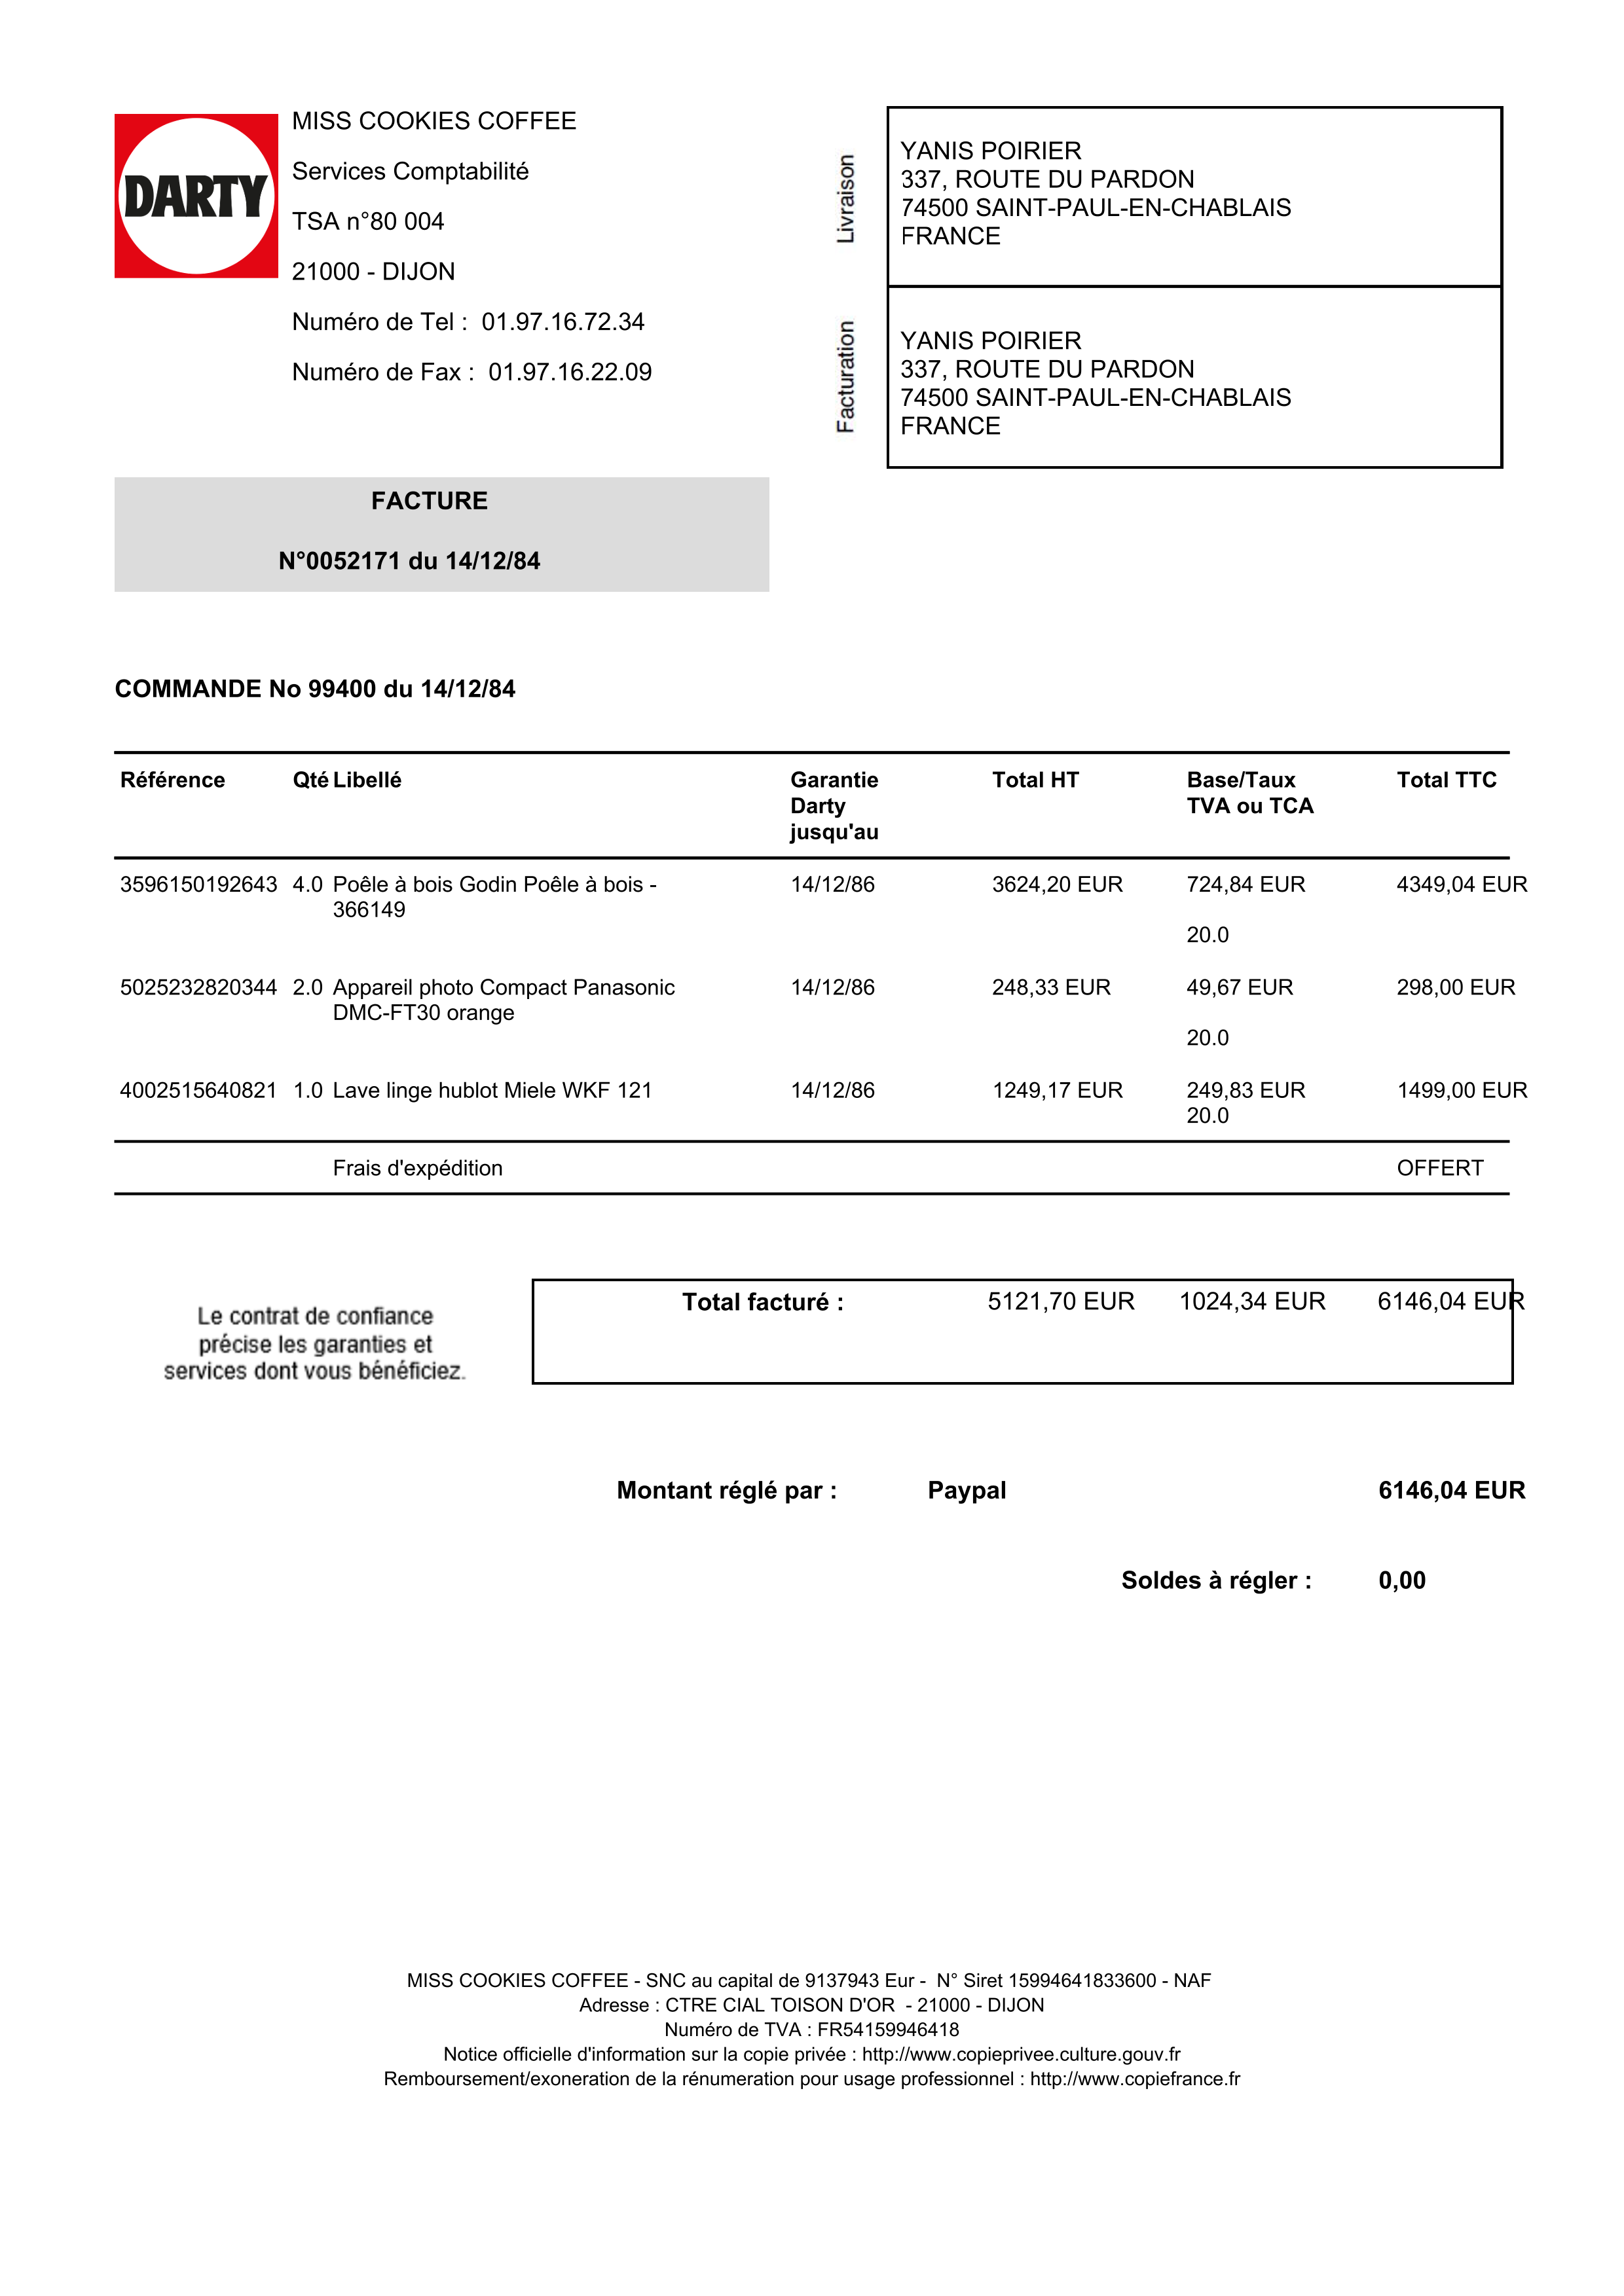 DARTY
MISS COOKIES COFFEE
Services Comptabilité
TSA n°80 004
21000 - DIJON
Numéro de Tel : 01.97.16.72.34
Numéro de Fax : 01.97.16.22.09
Livraison
YANIS POIRIER
337, ROUTE DU PARDON
74500 SAINT-PAUL-EN-CHABLAIS
FRANCE
Facturation
YANIS POIRIER
337, ROUTE DU PARDON
74500 SAINT-PAUL-EN-CHABLAIS
FRANCE
FACTURE
N°0052171 du 14/12/84
COMMANDE No 99400 du 14/12/84
Référence Qté Libellé Garantie Total HT Base/Taux Total TTC
Darty TVA ou TCA
jusqu'au
3596150192643 4.0 Poêle à bois Godin Poêle à bois - 14/12/86 3624,20 EUR 724,84 EUR 4349,04 EUR
366149
20.0
5025232820344 2.0 Appareil photo Compact Panasonic 14/12/86 248,33 EUR 49,67 EUR 298,00 EUR
DMC-FT30 orange
20.0
4002515640821 1.0 Lave linge hublot Miele WKF 121 14/12/86 1249,17 EUR 249,83 EUR 1499,00 EUR
20.0
Frais d'expédition OFFERT
Le contrat de confiance
précise les garanties et
services dont vous bénéficiez.
Total facturé : 5121,70 EUR 1024,34 EUR 6146,04 EUR
Montant réglé par : Paypal 6146,04 EUR
Soldes à régler : 0,00
MISS COOKIES COFFEE - SNC au capital de 9137943 Eur - N° Siret 15994641833600 - NAF
Adresse : CTRE CIAL TOISON D'OR - 21000 - DIJON
Numéro de TVA : FR54159946418
Notice officielle d'information sur la copie privée : http://www.copieprivee.culture.gouv.fr
Remboursement/exoneration de la rénumeration pour usage professionnel : http://www.copiefrance.fr